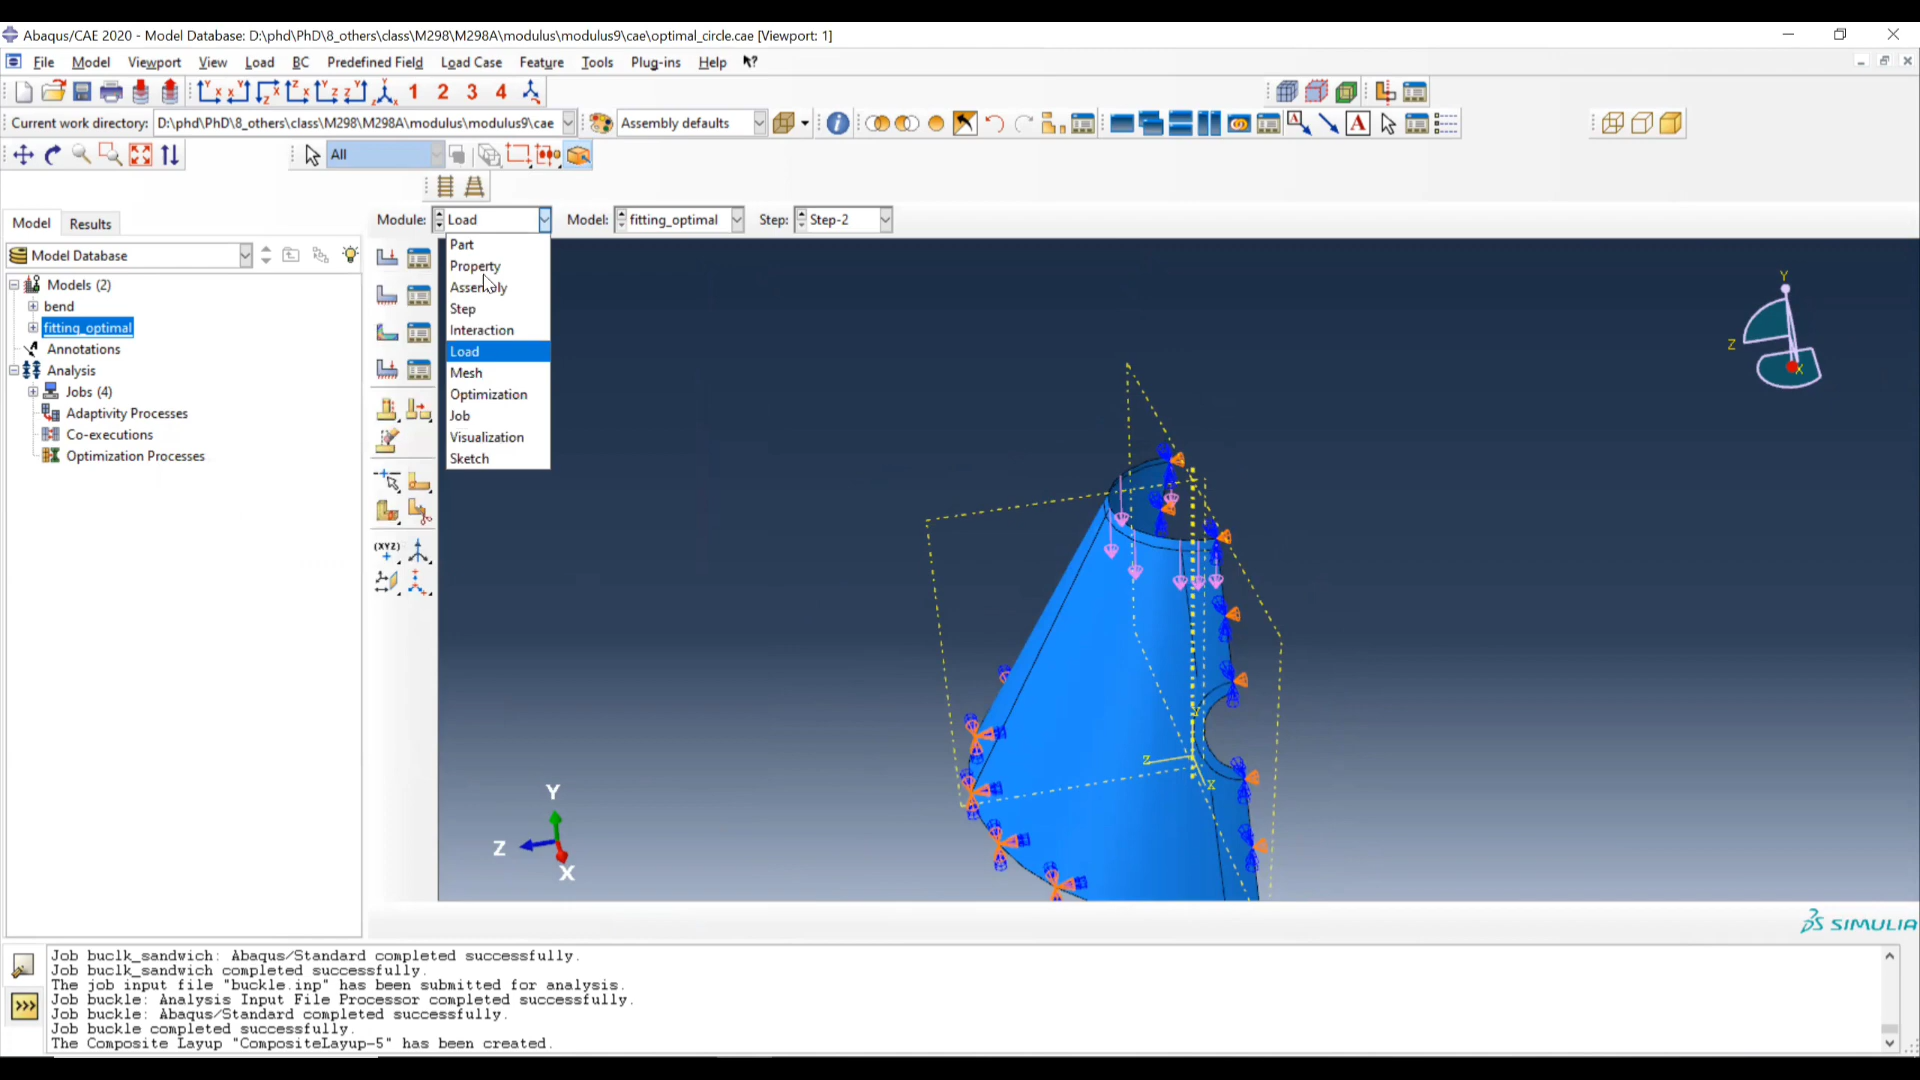 Abaqus/CAE 2020 - Model Database: D:\phd\PhD\8_others\class\M298\M298A\modulus\modulus9\cae\optimal_circle.cae [Viewport: 1]
File Model Viewport View Load BC Predefined Field Load Case Feature Tools Plug-ins Help
1 2 3 4
Current work directory: D:\phd\PhD\8_others\class\M298\M298A\modulus\modulus9\cae Assembly defaults
All
Model Results
Module: Load Model: fitting_optimal Step: Step-2
Model Database
Models (2)
bend
fitting_optimal
Annotations
Analysis
Jobs (4)
Adaptivity Processes
Co-executions
Optimization Processes
Part
Property
Assembly
Step
Interaction
Load
Mesh
Optimization
Job
Visualization
Sketch
(XYZ)
Y
Z
X
Y
Z
X
Y
Z
X
SIMULIA
Job buclk_sandwich: Abaqus/Standard completed successfully.
Job buclk_sandwich completed successfully.
The job input file "buckle.inp" has been submitted for analysis.
Job buckle: Analysis Input File Processor completed successfully.
Job buckle: Abaqus/Standard completed successfully.
Job buckle completed successfully.
The Composite Layup "CompositeLayup-5" has been created.